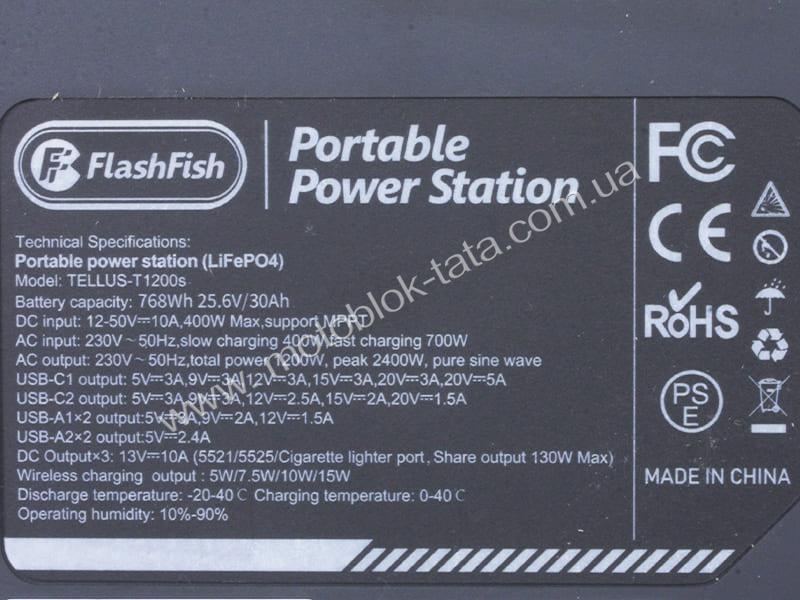 FlashFish
Portable
Power Station
Technical Specifications:
Portable power station (LiFePO4)
Model: TELLUS-T1200s
Battery capacity: 768Wh 25.6V/30Ah
DC input: 12-50V⎓10A,400W Max,support MPPT
AC input: 230V～50Hz,slow charging 400W,fast charging 700W
AC output: 230V～50Hz,total power 1200W, peak 2400W, pure sine wave
USB-C1 output: 5V⎓3A,9V⎓3A,12V⎓3A,15V⎓3A,20V⎓3A,20V⎓5A
USB-C2 output: 5V⎓3A,9V⎓3A,12V⎓2.5A,15V⎓2A,20V⎓1.5A
USB-A1×2 output:5V⎓3A,9V⎓2A,12V⎓1.5A
USB-A2×2 output:5V⎓2.4A
DC Output×3: 13V⎓10A (5521/5525/Cigarette lighter port, Share output 130W Max)
Wireless charging output : 5W/7.5W/10W/15W
Discharge temperature: -20-40℃ Charging temperature: 0-40℃
Operating humidity: 10%-90%
FC
CE
RoHS
PS
E
MADE IN CHINA
www.motoblok-tata.com.ua